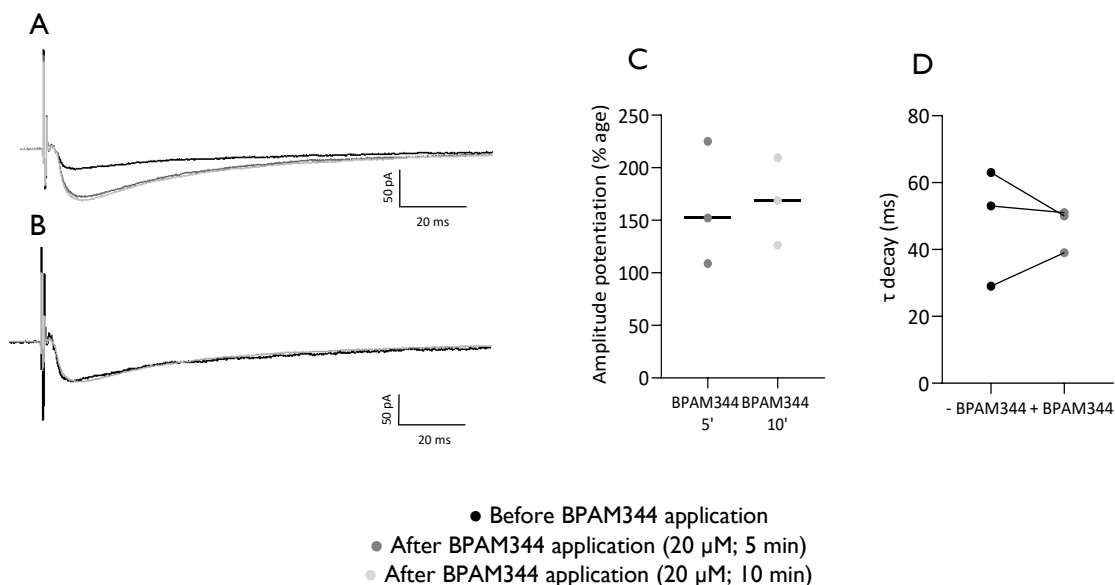 A
50 pA
20 ms
B
50 pA
20 ms
C
Amplitude potentiation (% age)
250
200
150
100
50
0
BPAM344 BPAM344
5' 10'
D
τ decay (ms)
80
60
40
20
0
- BPAM344 + BPAM344
● Before BPAM344 application
● After BPAM344 application (20 µM; 5 min)
● After BPAM344 application (20 µM; 10 min)